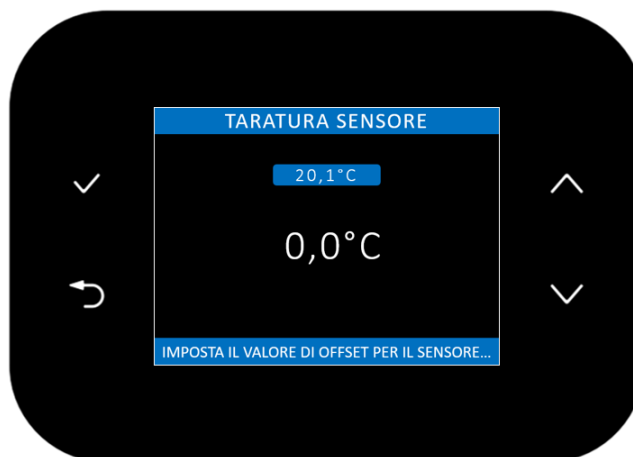 TARATURA SENSORE
20,1°C
0,0°C
IMPOSTA IL VALORE DI OFFSET PER IL SENSORE...